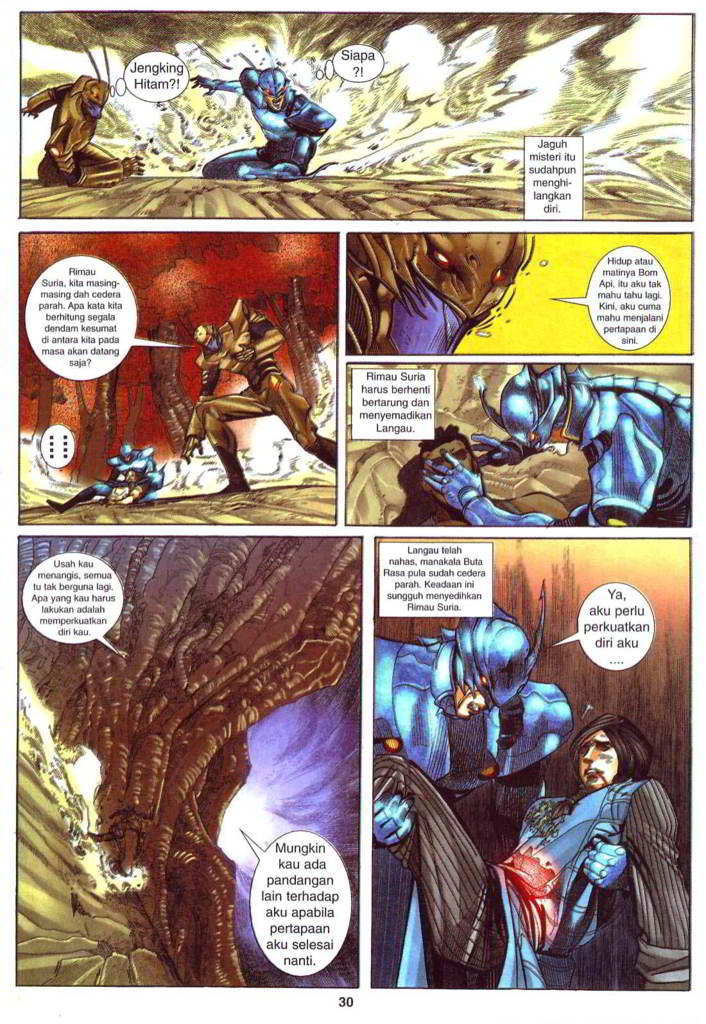 Jengking
Hitam?!
Siapa
?!
Jaguh
misteri itu
sudahpun
menghi-
langkan
diri.
Rimau
Suria, kita masing-
masing dah cedera
parah. Apa kata kita
berhitung segala
dendam kesumat
di antara kita pada
masa akan datang
saja?
Hidup atau
matinya Bom
Api, itu aku tak
mahu tahu lagi.
Kini, aku cuma
mahu menjalani
pertapaan di
sini.
Rimau Suria
harus berhenti
bertarung dan
menyemadikan
Langau.
Usah kau
menangis, semua
tu tak berguna lagi.
Apa yang kau harus
lakukan adalah
memperkuatkan
diri kau.
Mungkin
kau ada
pandangan
lain terhadap
aku apabila
pertapaan
aku selesai
nanti.
Langau telah
nahas, manakala Buta
Rasa pula sudah cedera
parah. Keadaan ini
sungguh menyedihkan
Rimau Suria.
Ya,
aku perlu
perkuatkan
diri aku
....
30